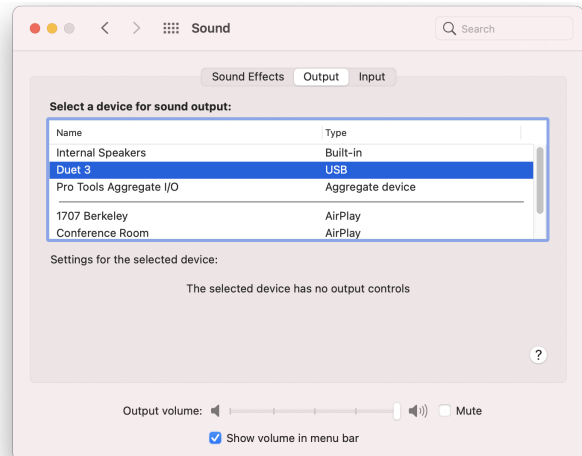 Sound
Search
Sound Effects Output Input
Select a device for sound output:
Name Type
Internal Speakers Built-in
Duet 3 USB
Pro Tools Aggregate I/O Aggregate device
1707 Berkeley AirPlay
Conference Room AirPlay
Settings for the selected device:
The selected device has no output controls
?
Output volume: Mute
Show volume in menu bar